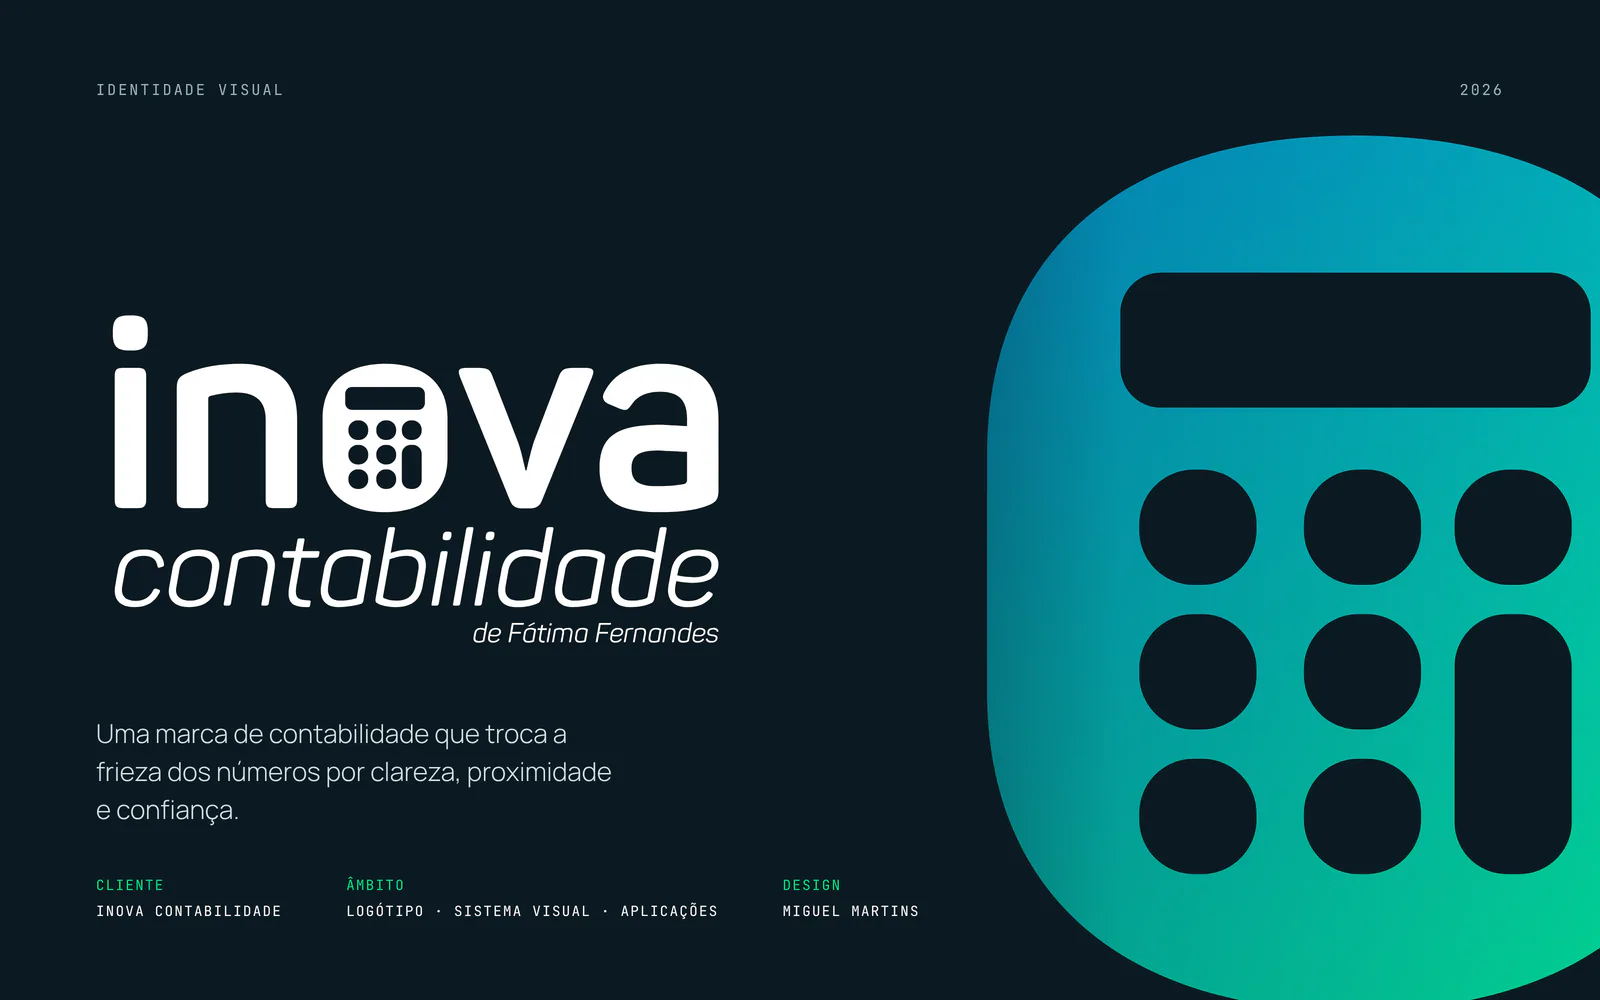 IDENTIDADE VISUAL
2026
inova
contabilidade
de Fátima Fernandes
Uma marca de contabilidade que troca a
frieza dos números por clareza, proximidade
e confiança.
CLIENTE
INOVA CONTABILIDADE
ÂMBITO
LOGÓTIPO · SISTEMA VISUAL · APLICAÇÕES
DESIGN
MIGUEL MARTINS